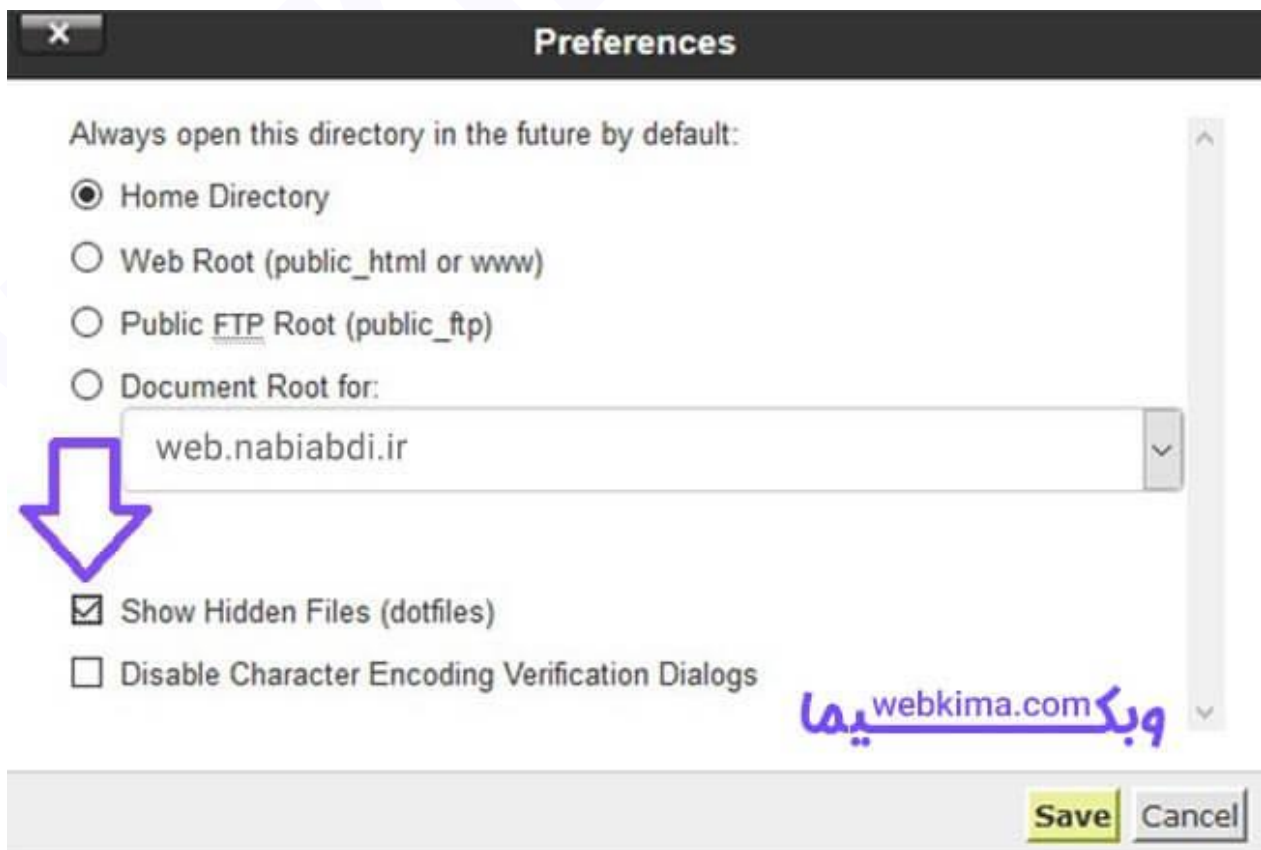 x
Preferences
Always open this directory in the future by default:
Home Directory
Web Root (public_html or www)
Public FTP Root (public_ftp)
Document Root for:
web.nabiabdi.ir
Show Hidden Files (dotfiles)
Disable Character Encoding Verification Dialogs
وبکیما
webkima.com
Save Cancel